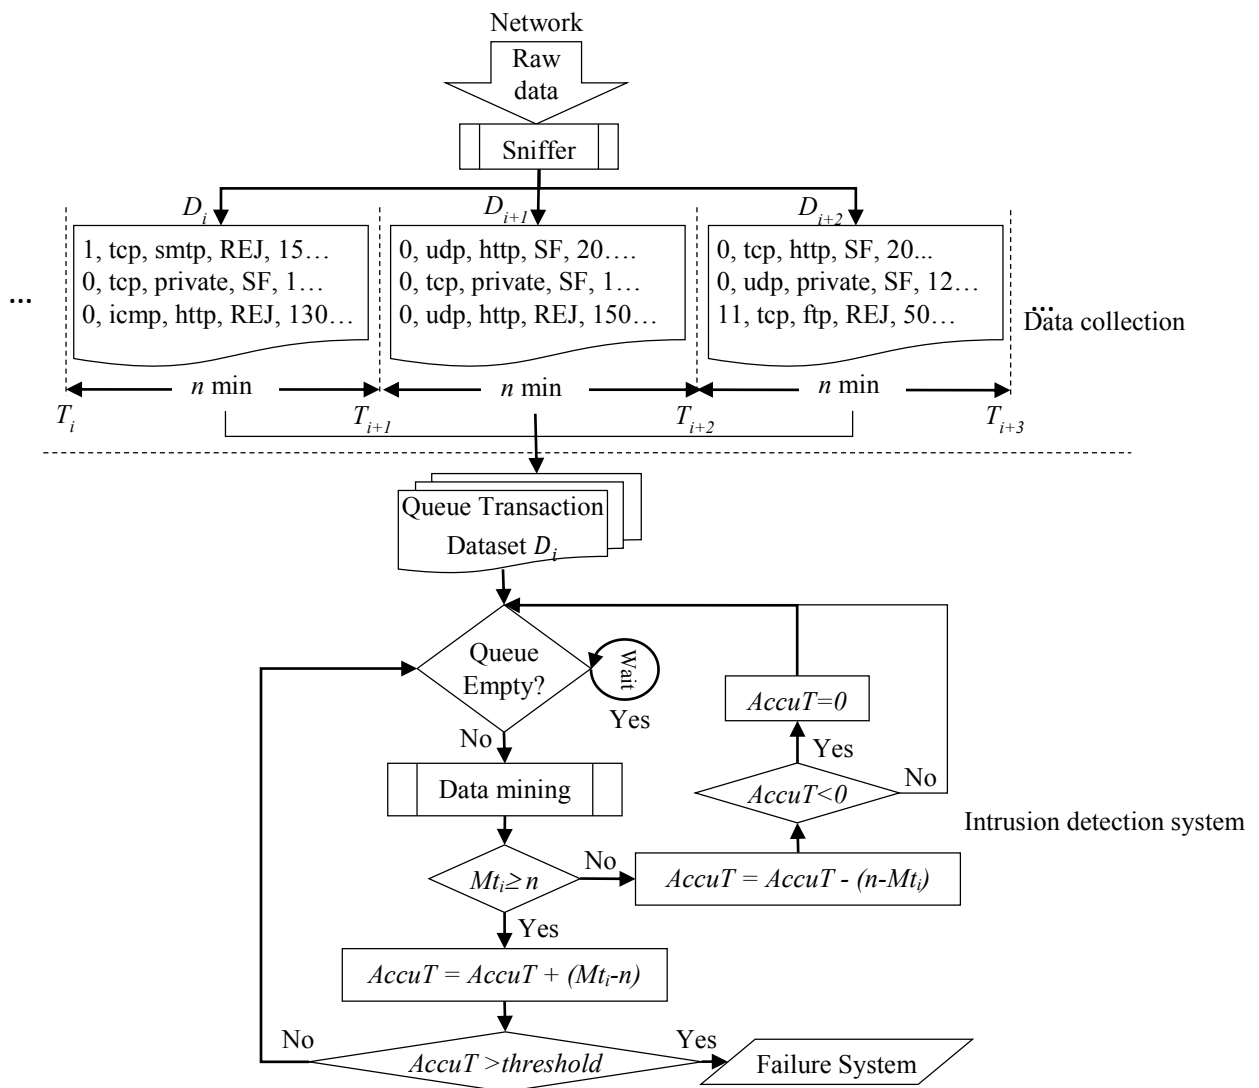 Network
Raw
data
Sniffer
D_i
D_{i+1}
D_{i+2}
1, tcp, smtp, REJ, 15…
0, tcp, private, SF, 1…
0, icmp, http, REJ, 130…
0, udp, http, SF, 20….
0, tcp, private, SF, 1…
0, udp, http, REJ, 150…
0, tcp, http, SF, 20...
0, udp, private, SF, 12…
11, tcp, ftp, REJ, 50…
...
...
Data collection
n min
n min
n min
T_i
T_{i+1}
T_{i+2}
T_{i+3}
Queue Transaction
Dataset D_i
Queue
Empty?
Wait
Yes
No
Data mining
Mt_i ≥ n
No
AccuT = AccuT - (n-Mt_i)
AccuT<0
No
Yes
AccuT=0
Intrusion detection system
Yes
AccuT = AccuT + (Mt_i-n)
No
AccuT >threshold
Yes
Failure System